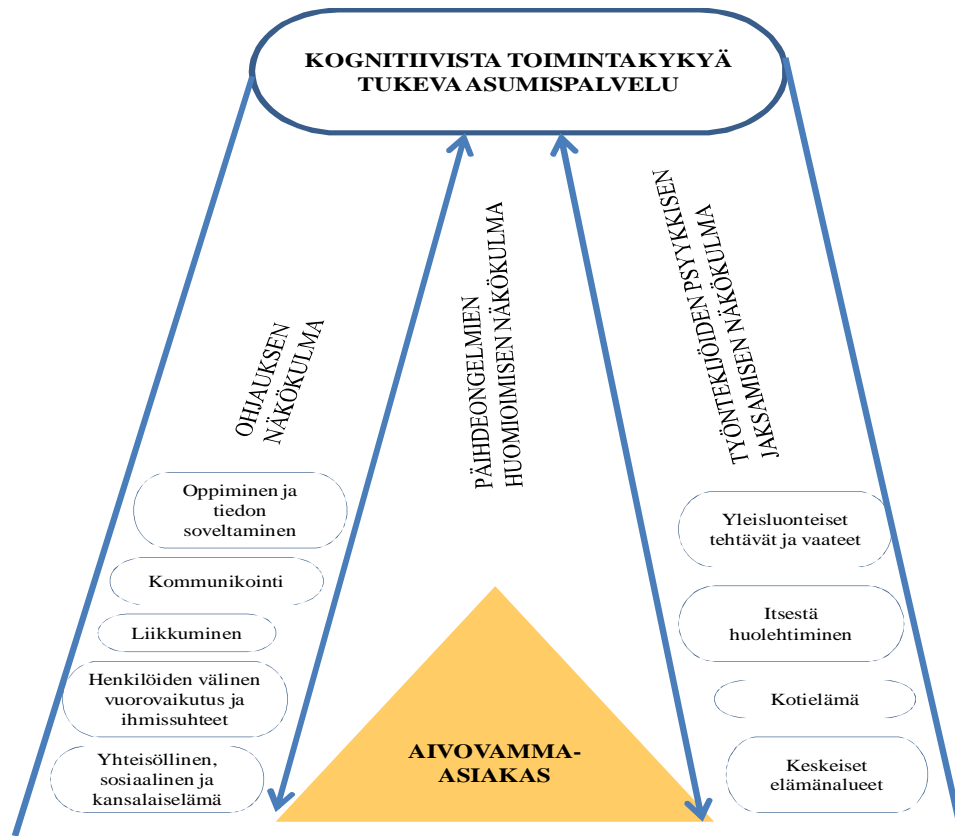 KOGNITIIVISTA TOIMINTAKYKYÄ
TUKEVA ASUMISPALVELU
OHJAUKSEN
NÄKÖKULMA
PÄIHDEONGELMIEN
HUOMIOIMISEN NÄKÖKULMA
TYÖNTEKIJÖIDEN PSYYKKISEN
JAKSAMISEN NÄKÖKULMA
Oppiminen ja
tiedon
soveltaminen
Kommunikointi
Liikkuminen
Henkilöiden välinen
vuorovaikutus ja
ihmissuhteet
Yhteisöllinen,
sosiaalinen ja
kansalaiselämä
AIVOVAMMA-
ASIAKAS
Yleisluonteiset
tehtävät ja vaateet
Itsestä
huolehtiminen
Kotielämä
Keskeiset
elämänalueet